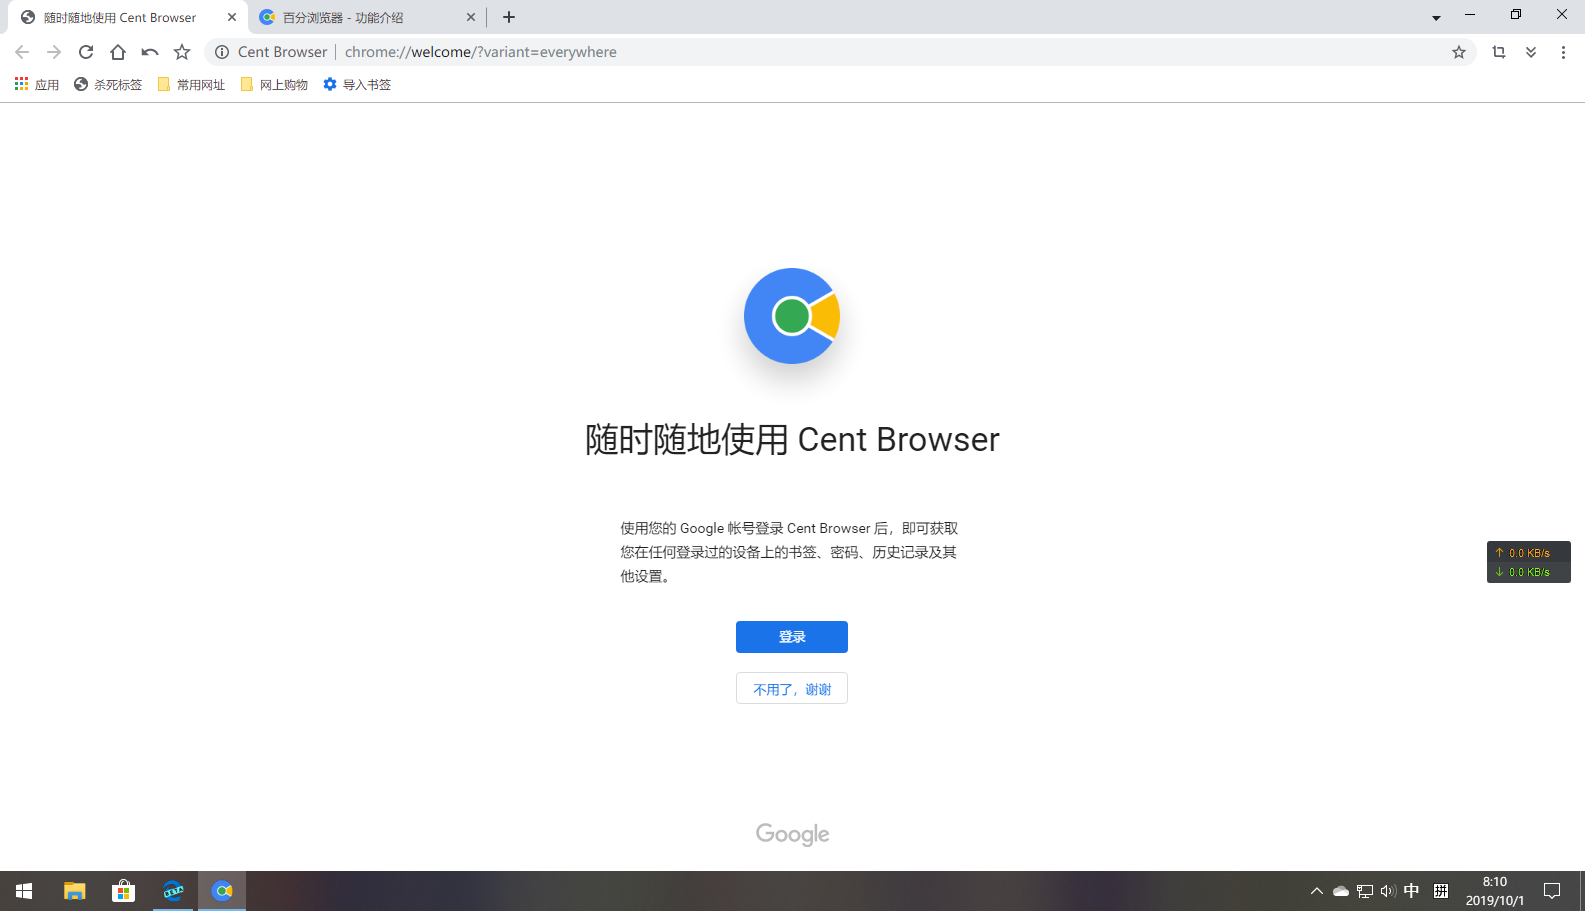 随时随地使用 Cent Browser
百分浏览器 - 功能介绍
Cent Browser | chrome://welcome/?variant=everywhere
应用 杀死标签 常用网址 网上购物 导入书签
随时随地使用 Cent Browser
使用您的 Google 帐号登录 Cent Browser 后，即可获取
您在任何登录过的设备上的书签、密码、历史记录及其
他设置。
↑ 0.0 KB/s
↓ 0.0 KB/s
登录
不用了，谢谢
Google
中 拼
8:10
2019/10/1